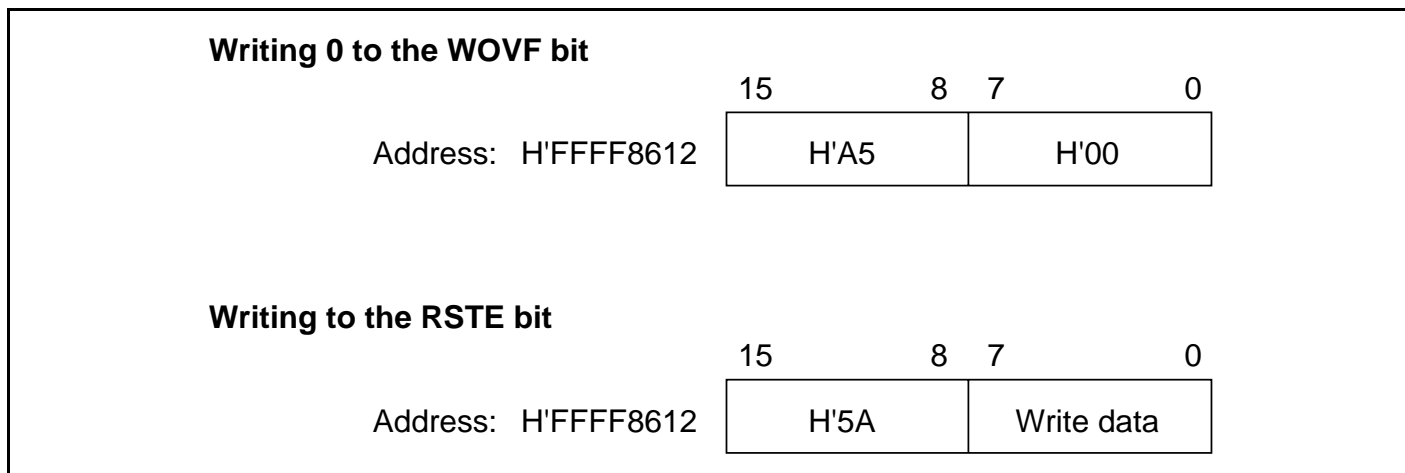 Writing 0 to the WOVF bit
15 8 7 0
Address: H'FFFF8612 H'A5 H'00
Writing to the RSTE bit
15 8 7 0
Address: H'FFFF8612 H'5A Write data